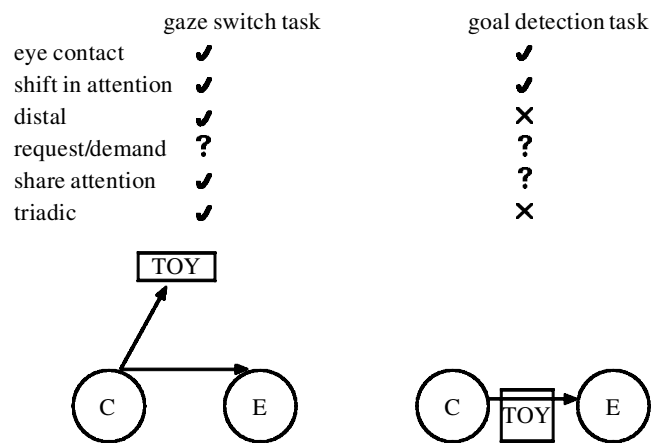 gaze switch task goal detection task
eye contact ✓ ✓
shift in attention ✓ ✓
distal ✓ ✕
request/demand ? ?
share attention ✓ ?
triadic ✓ ✕
TOY
C E C TOY E